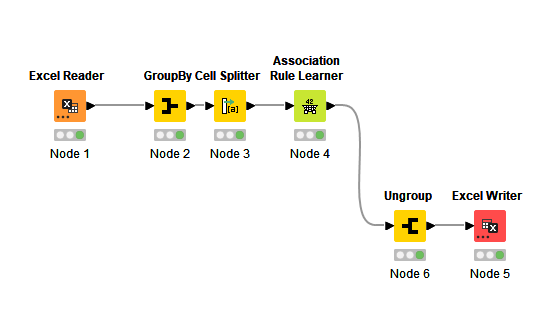 Association
Excel Reader GroupBy Cell Splitter Rule Learner
[a]
42
Node 1 Node 2 Node 3 Node 4
Ungroup Excel Writer
Node 6 Node 5